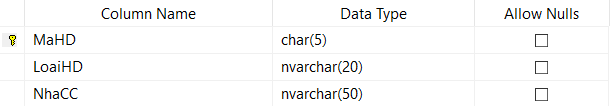 Column Name Data Type Allow Nulls
MaHD char(5)
LoaiHD nvarchar(20)
NhaCC nvarchar(50)